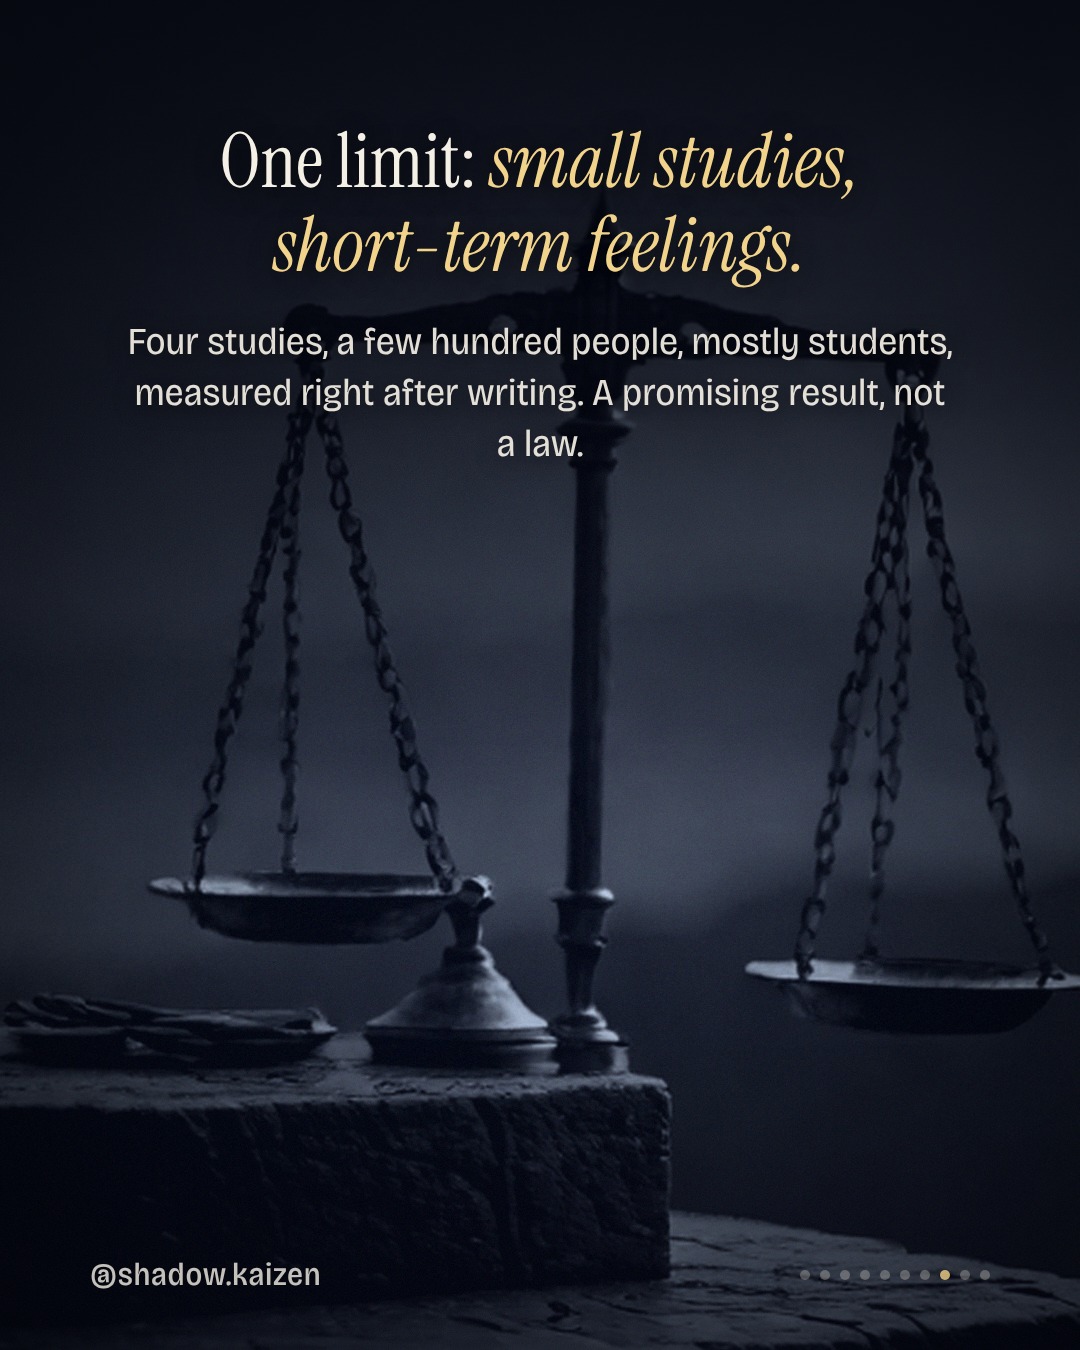 One limit: small studies,
short-term feelings.
Four studies, a few hundred people, mostly students,
measured right after writing. A promising result, not
a law.
@shadow.kaizen